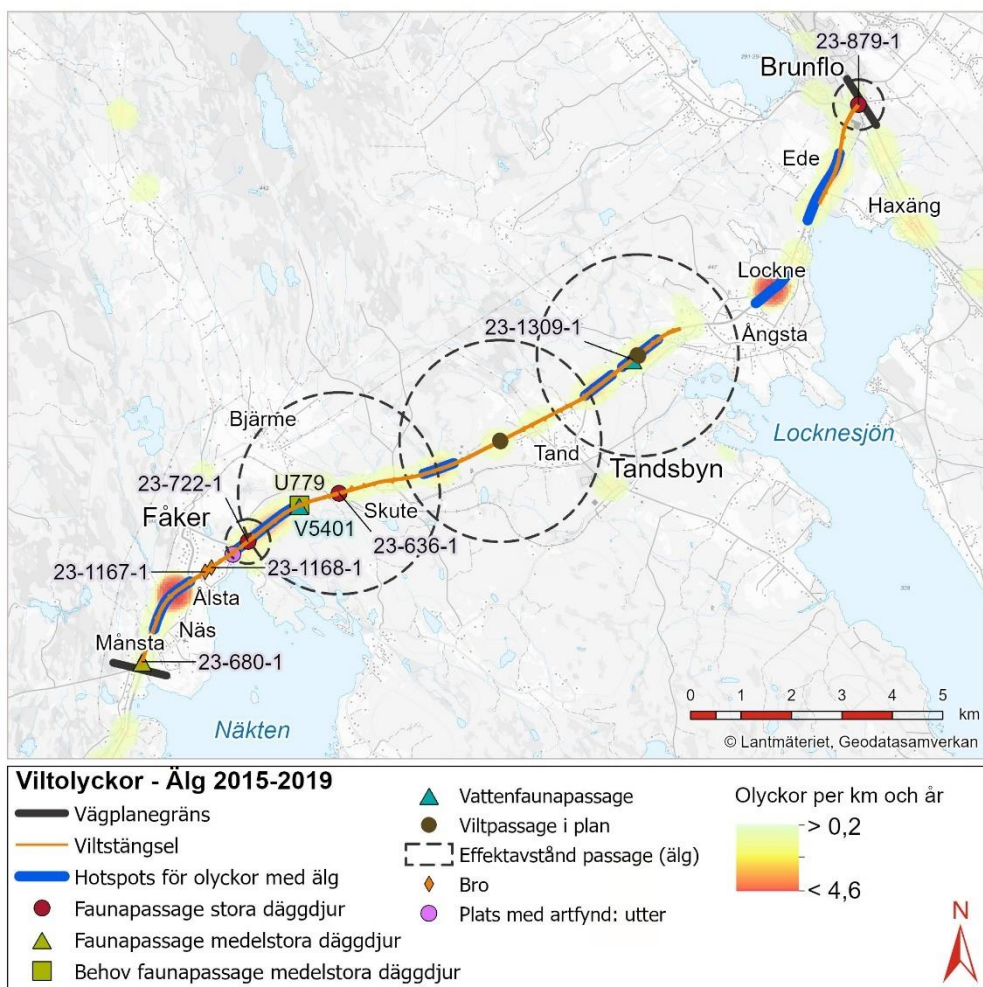 23-879-1
Brunflo
Ede
Haxäng
Lockne
23-1309-1
Ångsta
Locknesjön
Bjärme
Tand
Tandsbyn
23-722-1
U779
Fåker
Skute
V5401
23-636-1
23-1168-1
23-1167-1
Ålsta
Näs
Månsta
23-680-1
Näkten
0 1 2 3 4 5
km
© Lantmäteriet, Geodatasamverkan
Viltolyckor - Älg 2015-2019
Vägplanegräns
Viltstängsel
Hotspots för olyckor med älg
Faunapassage stora däggdjur
Faunapassage medelstora däggdjur
Behov faunapassage medelstora däggdjur
Vattenfaunapassage
Viltpassage i plan
Effektavstånd passage (älg)
Bro
Plats med artfynd: utter
Olyckor per km och år
> 0,2
< 4,6
N